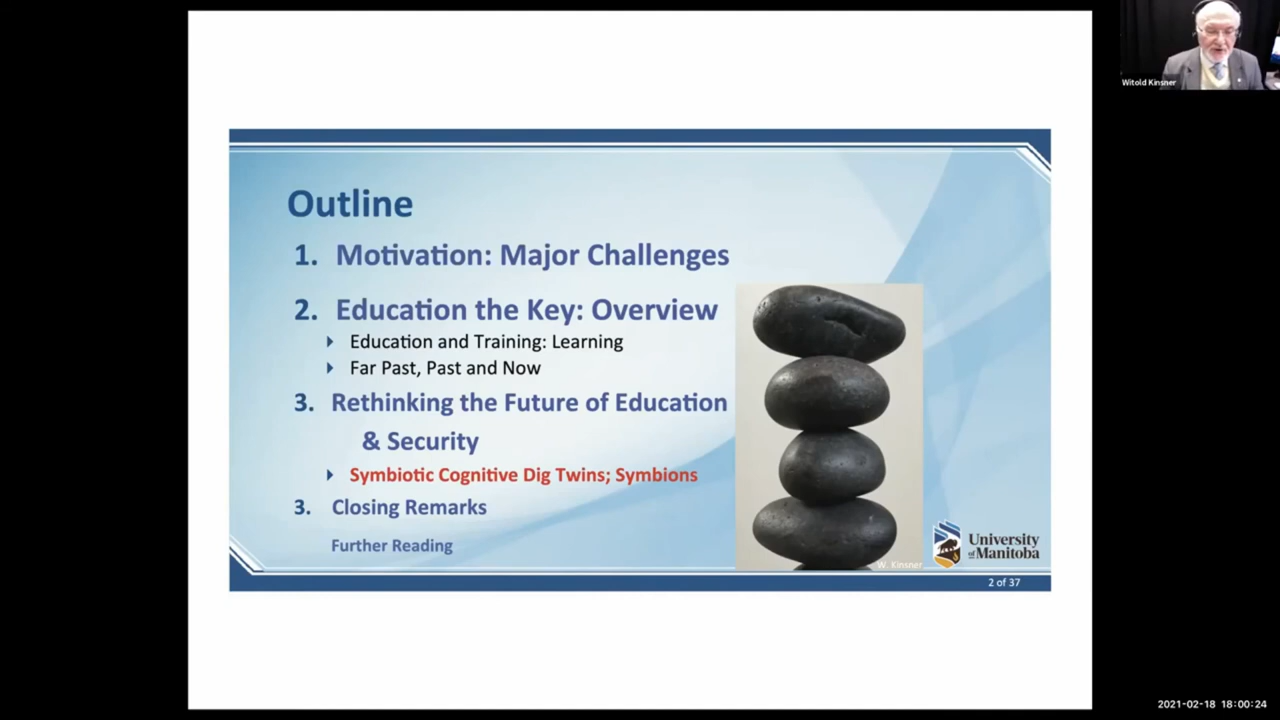 Witold Kinsner
Outline
1. Motivation: Major Challenges
2. Education the Key: Overview
Education and Training: Learning
Far Past, Past and Now
3. Rethinking the Future of Education
& Security
Symbiotic Cognitive Dig Twins; Symbions
3. Closing Remarks
Further Reading
W. Kinsner
University
of Manitoba
2 of 37
2021-02-18 18:00:24